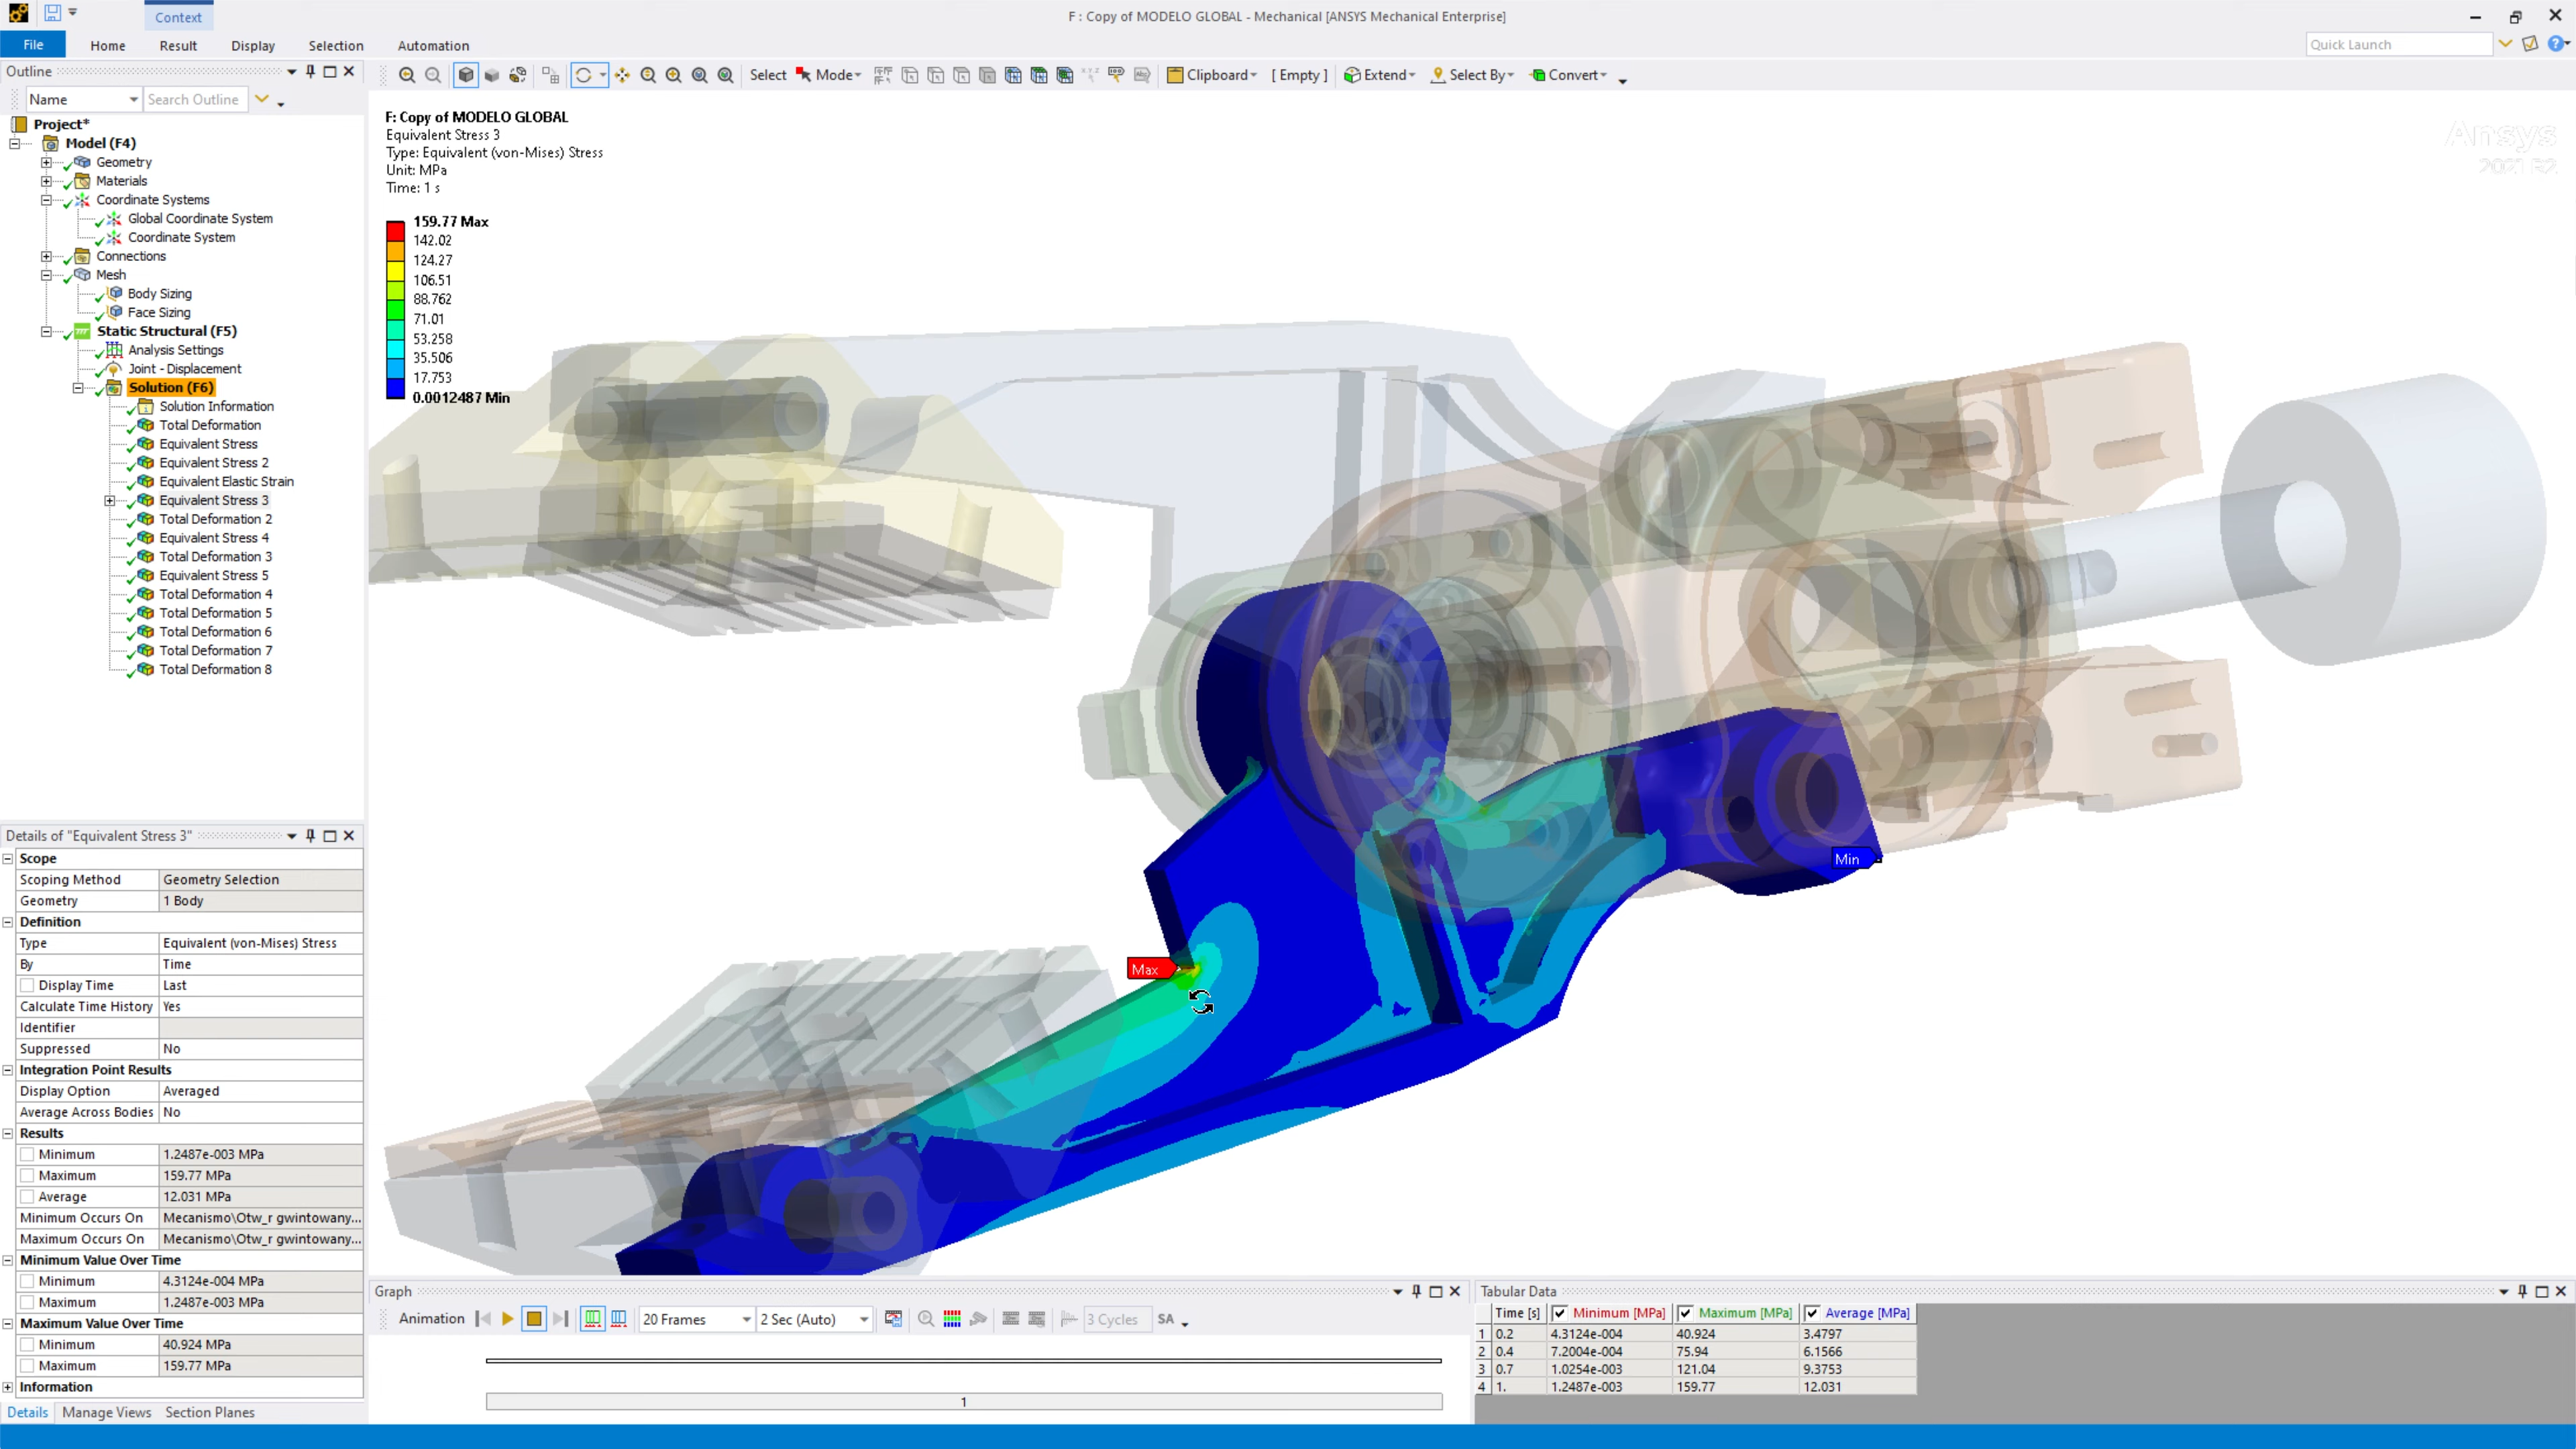 Context
F : Copy of MODELO GLOBAL - Mechanical [ANSYS Mechanical Enterprise]
File Home Result Display Selection Automation
Quick Launch
Outline
Select Mode Clipboard [ Empty ] Extend Select By Convert
Name Search Outline
Project*
Model (F4)
Geometry
Materials
Coordinate Systems
Global Coordinate System
Coordinate System
Connections
Mesh
Body Sizing
Face Sizing
Static Structural (F5)
Analysis Settings
Joint - Displacement
Solution (F6)
Solution Information
Total Deformation
Equivalent Stress
Equivalent Stress 2
Equivalent Elastic Strain
Equivalent Stress 3
Total Deformation 2
Equivalent Stress 4
Total Deformation 3
Equivalent Stress 5
Total Deformation 4
Total Deformation 5
Total Deformation 6
Total Deformation 7
Total Deformation 8
F: Copy of MODELO GLOBAL
Equivalent Stress 3
Type: Equivalent (von-Mises) Stress
Unit: MPa
Time: 1 s
159.77 Max
142.02
124.27
106.51
88.762
71.01
53.258
35.506
17.753
0.0012487 Min
Ansys
2021 R2
Min
Max
Details of "Equivalent Stress 3"
Scope
Scoping Method Geometry Selection
Geometry 1 Body
Definition
Type Equivalent (von-Mises) Stress
By Time
Display Time Last
Calculate Time History Yes
Identifier
Suppressed No
Integration Point Results
Display Option Averaged
Average Across Bodies No
Results
Minimum 1.2487e-003 MPa
Maximum 159.77 MPa
Average 12.031 MPa
Minimum Occurs On Mecanismo\Otw_r gwintowany...
Maximum Occurs On Mecanismo\Otw_r gwintowany...
Minimum Value Over Time
Minimum 4.3124e-004 MPa
Maximum 1.2487e-003 MPa
Maximum Value Over Time
Minimum 40.924 MPa
Maximum 159.77 MPa
Information
Details Manage Views Section Planes
Graph
Animation 20 Frames 2 Sec (Auto) 3 Cycles SA
1
Tabular Data
Time [s] Minimum [MPa] Maximum [MPa] Average [MPa]
1 0.2 4.3124e-004 40.924 3.4797
2 0.4 7.2004e-004 75.94 6.1566
3 0.7 1.0254e-003 121.04 9.3753
4 1. 1.2487e-003 159.77 12.031